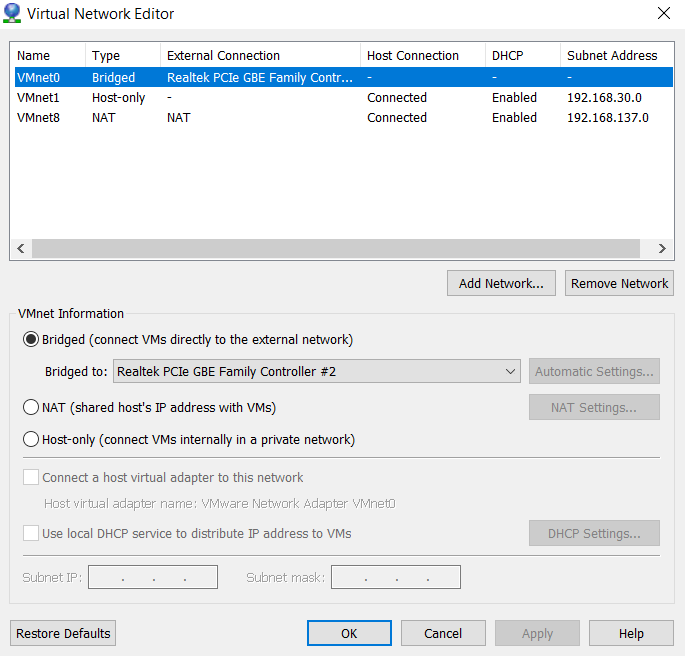 Virtual Network Editor
Name Type External Connection Host Connection DHCP Subnet Address
VMnet0 Bridged Realtek PCIe GBE Family Contr... - - -
VMnet1 Host-only - Connected Enabled 192.168.30.0
VMnet8 NAT NAT Connected Enabled 192.168.137.0
Add Network... Remove Network
VMnet Information
Bridged (connect VMs directly to the external network)
Bridged to: Realtek PCIe GBE Family Controller #2 Automatic Settings...
NAT (shared host's IP address with VMs) NAT Settings...
Host-only (connect VMs internally in a private network)
Connect a host virtual adapter to this network
Host virtual adapter name: VMware Network Adapter VMnet0
Use local DHCP service to distribute IP address to VMs DHCP Settings...
Subnet IP: . . . Subnet mask: . . .
Restore Defaults OK Cancel Apply Help